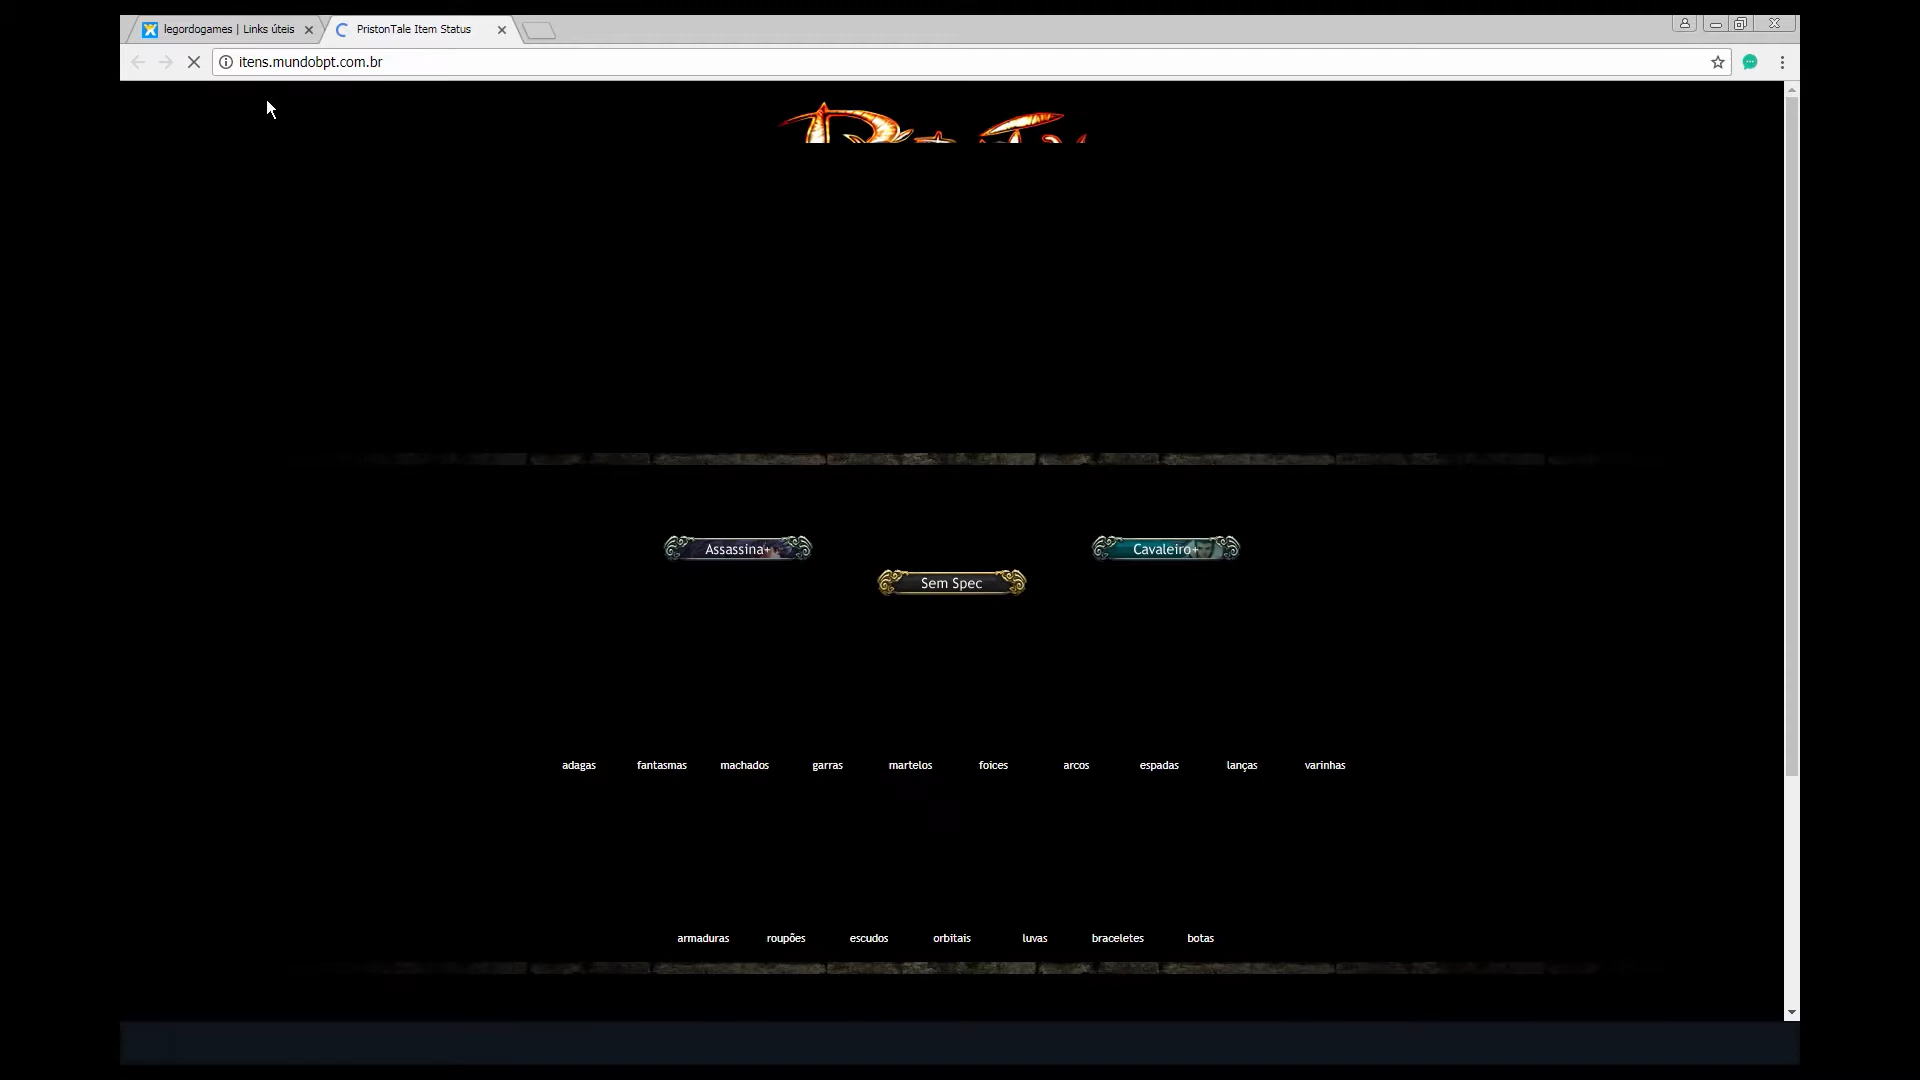 legordogames | Links úteis
PristonTale Item Status
itens.mundobpt.com.br
Assassina+
Cavaleiro+
Sem Spec
adagas fantasmas machados garras martelos foices arcos espadas lanças varinhas
armaduras roupões escudos orbitais luvas braceletes botas